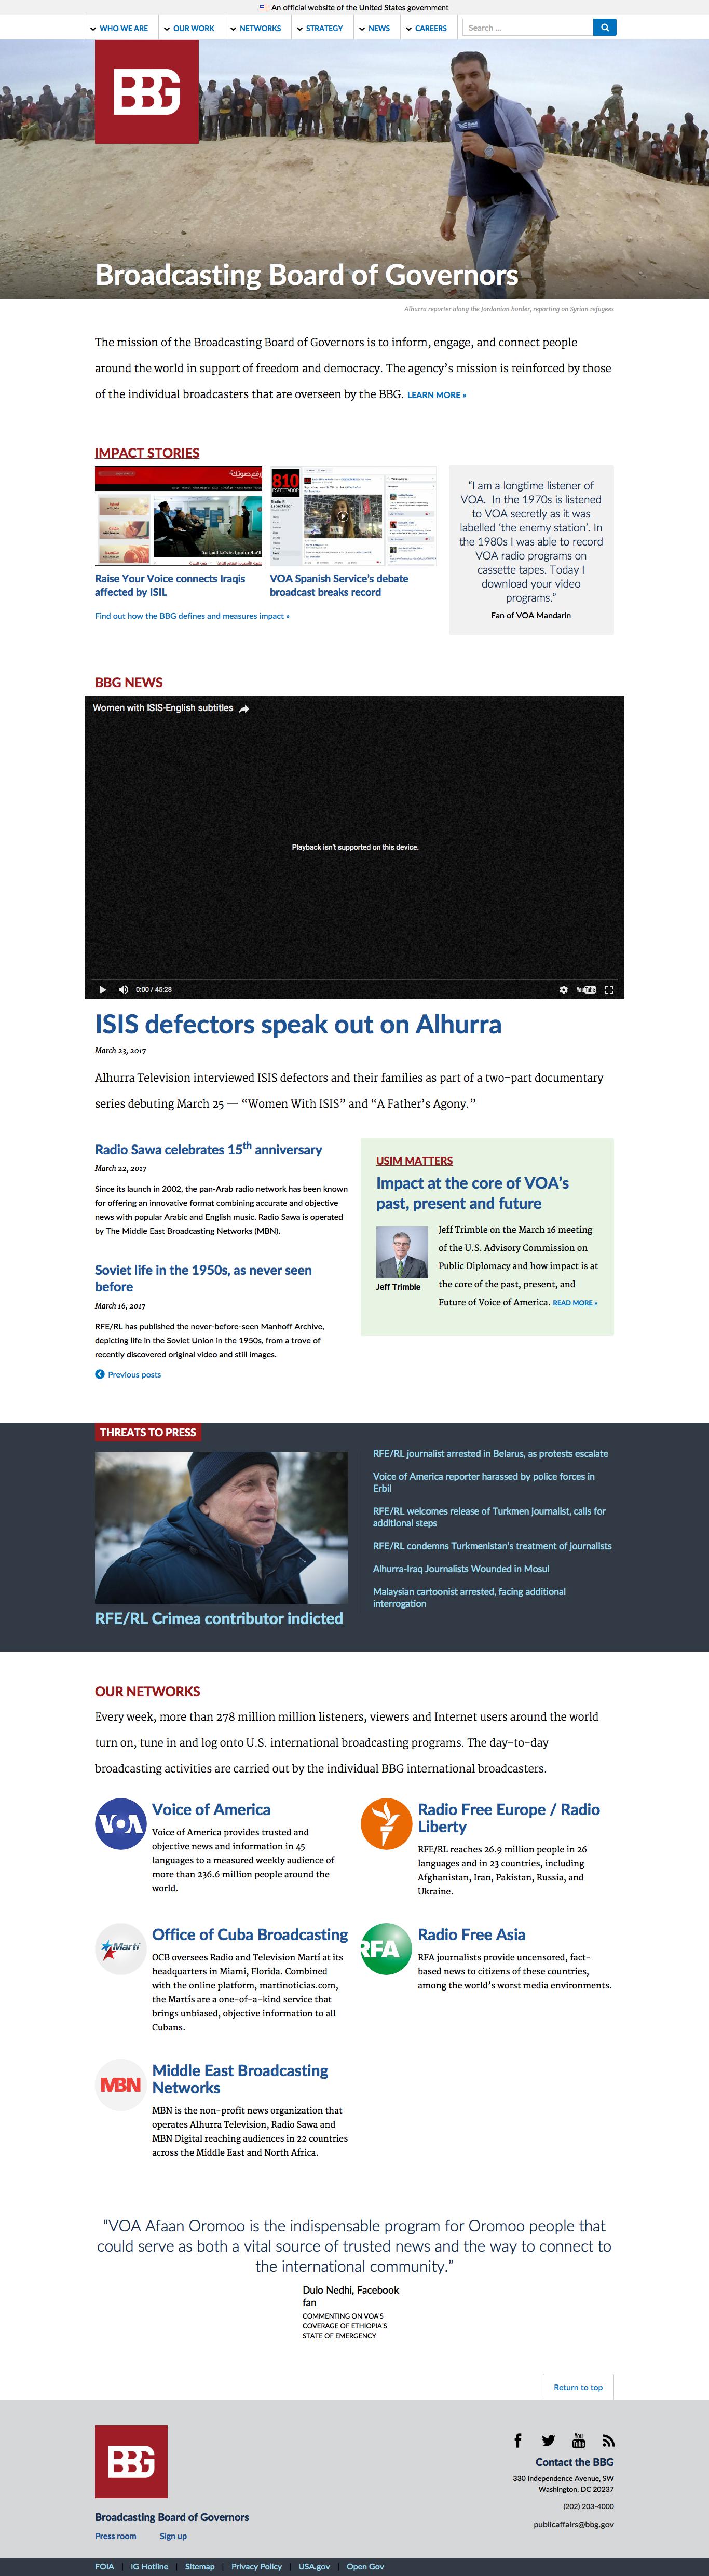 An official website of the United States government
WHO WE ARE
OUR WORK
NETWORKS
STRATEGY
NEWS
CAREERS
Search ...
BBG
Broadcasting Board of Governors
Alhurra reporter along the Jordanian border, reporting on Syrian refugees
The mission of the Broadcasting Board of Governors is to inform, engage, and connect people
around the world in support of freedom and democracy. The agency's mission is reinforced by those
of the individual broadcasters that are overseen by the BBG. LEARN MORE »
IMPACT STORIES
810
ESPECTADOR
Raise Your Voice connects Iraqis
affected by ISIL
VOA Spanish Service's debate
broadcast breaks record
Find out how the BBG defines and measures impact »
"I am a longtime listener of
VOA.  In the 1970s is listened
to VOA secretly as it was
labelled 'the enemy station'. In
the 1980s I was able to record
VOA radio programs on
cassette tapes. Today I
download your video
programs."
Fan of VOA Mandarin
BBG NEWS
Women with ISIS-English subtitles
Playback isn't supported on this device.
0:00 / 45:28
YouTube
ISIS defectors speak out on Alhurra
March 23, 2017
Alhurra Television interviewed ISIS defectors and their families as part of a two-part documentary
series debuting March 25 — “Women With ISIS” and “A Father’s Agony.”
Radio Sawa celebrates 15th anniversary
March 22, 2017
Since its launch in 2002, the pan-Arab radio network has been known
for offering an innovative format combining accurate and objective
news with popular Arabic and English music. Radio Sawa is operated
by The Middle East Broadcasting Networks (MBN).
Soviet life in the 1950s, as never seen
before
March 16, 2017
RFE/RL has published the never-before-seen Manhoff Archive,
depicting life in the Soviet Union in the 1950s, from a trove of
recently discovered original video and still images.
Previous posts
USIM MATTERS
Impact at the core of VOA's
past, present and future
Jeff Trimble
Jeff Trimble on the March 16 meeting
of the U.S. Advisory Commission on
Public Diplomacy and how impact is at
the core of the past, present, and
Future of Voice of America. READ MORE »
THREATS TO PRESS
RFE/RL Crimea contributor indicted
RFE/RL journalist arrested in Belarus, as protests escalate
Voice of America reporter harassed by police forces in
Erbil
RFE/RL welcomes release of Turkmen journalist, calls for
additional steps
RFE/RL condemns Turkmenistan's treatment of journalists
Alhurra-Iraq Journalists Wounded in Mosul
Malaysian cartoonist arrested, facing additional
interrogation
OUR NETWORKS
Every week, more than 278 million million listeners, viewers and Internet users around the world
turn on, tune in and log onto U.S. international broadcasting programs. The day-to-day
broadcasting activities are carried out by the individual BBG international broadcasters.
VOA
Voice of America
Voice of America provides trusted and
objective news and information in 45
languages to a measured weekly audience of
more than 236.6 million people around the
world.
Radio Free Europe / Radio
Liberty
RFE/RL reaches 26.9 million people in 26
languages and in 23 countries, including
Afghanistan, Iran, Pakistan, Russia, and
Ukraine.
Martí
Office of Cuba Broadcasting
OCB oversees Radio and Television Martí at its
headquarters in Miami, Florida. Combined
with the online platform, martinoticias.com,
the Martís are a one-of-a-kind service that
brings unbiased, objective information to all
Cubans.
RFA
Radio Free Asia
RFA journalists provide uncensored, fact-
based news to citizens of these countries,
among the world's worst media environments.
MBN
Middle East Broadcasting
Networks
MBN is the non-profit news organization that
operates Alhurra Television, Radio Sawa and
MBN Digital reaching audiences in 22 countries
across the Middle East and North Africa.
“VOA Afaan Oromoo is the indispensable program for Oromoo people that
could serve as both a vital source of trusted news and the way to connect to
the international community.”
Dulo Nedhi, Facebook
fan
COMMENTING ON VOA'S
COVERAGE OF ETHIOPIA'S
STATE OF EMERGENCY
Return to top
BBG
Broadcasting Board of Governors
Press room
Sign up
You
Tube
Contact the BBG
330 Independence Avenue, SW
Washington, DC 20237
(202) 203-4000
publicaffairs@bbg.gov
FOIA
IG Hotline
Sitemap
Privacy Policy
USA.gov
Open Gov